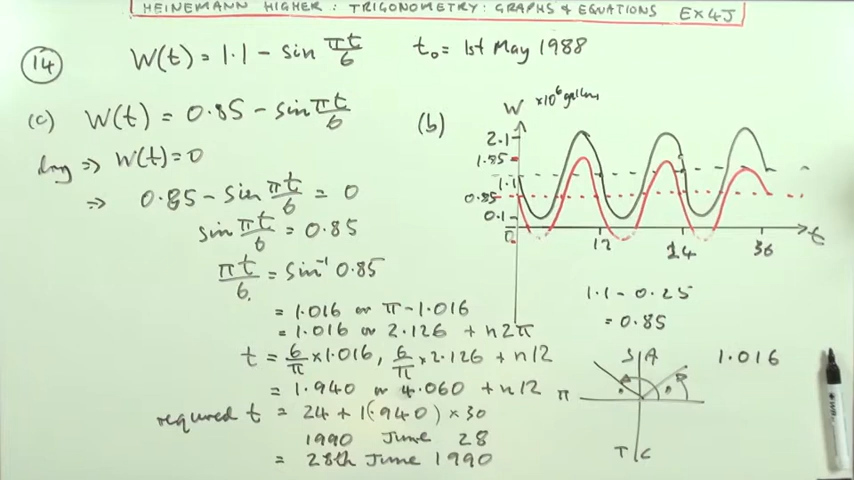 HEINEMANN HIGHER : TRIGONOMETRY: GRAPHS & EQUATIONS EX4J
14
W(t) = 1.1 - sin πt/6
t₀ = 1st May 1988
(c) W(t) = 0.85 - sin πt/6
dry => W(t) = 0
=> 0.85 - sin πt/6 = 0
sin πt/6 = 0.85
πt/6 = sin⁻¹ 0.85
= 1.016 or π - 1.016
= 1.016 or 2.126 + n2π
t = 6/π × 1.016, 6/π × 2.126 + n12
= 1.940 or 4.060 + n12
required t = 24 + 1(.940) × 30
1990 June 28
= 28th June 1990
(b)
W ×10⁶ gallons
2.1
1.85
1.1
0.85
0.1
0
12
24
36
t
1.1 - 0.25
= 0.85
S A
π
T C
1.016